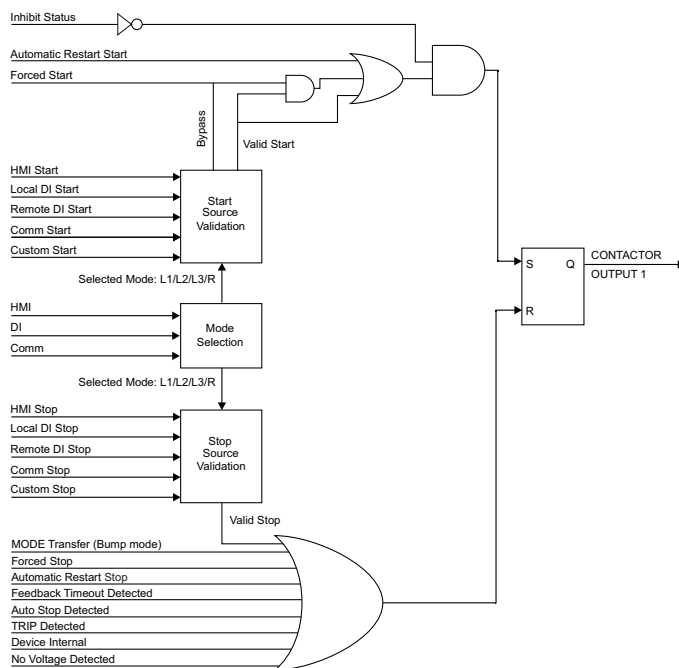 Inhibit Status
Automatic Restart Start
Forced Start
Bypass
Valid Start
HMI Start
Local DI Start
Remote DI Start
Comm Start
Custom Start
Start
Source
Validation
Selected Mode: L1/L2/L3/R
S
Q
R
CONTACTOR
OUTPUT 1
HMI
DI
Comm
Mode
Selection
Selected Mode: L1/L2/L3/R
HMI Stop
Local DI Stop
Remote DI Stop
Comm Stop
Custom Stop
Stop
Source
Validation
Valid Stop
MODE Transfer (Bump mode)
Forced Stop
Automatic Restart Stop
Feedback Timeout Detected
Auto Stop Detected
TRIP Detected
Device Internal
No Voltage Detected